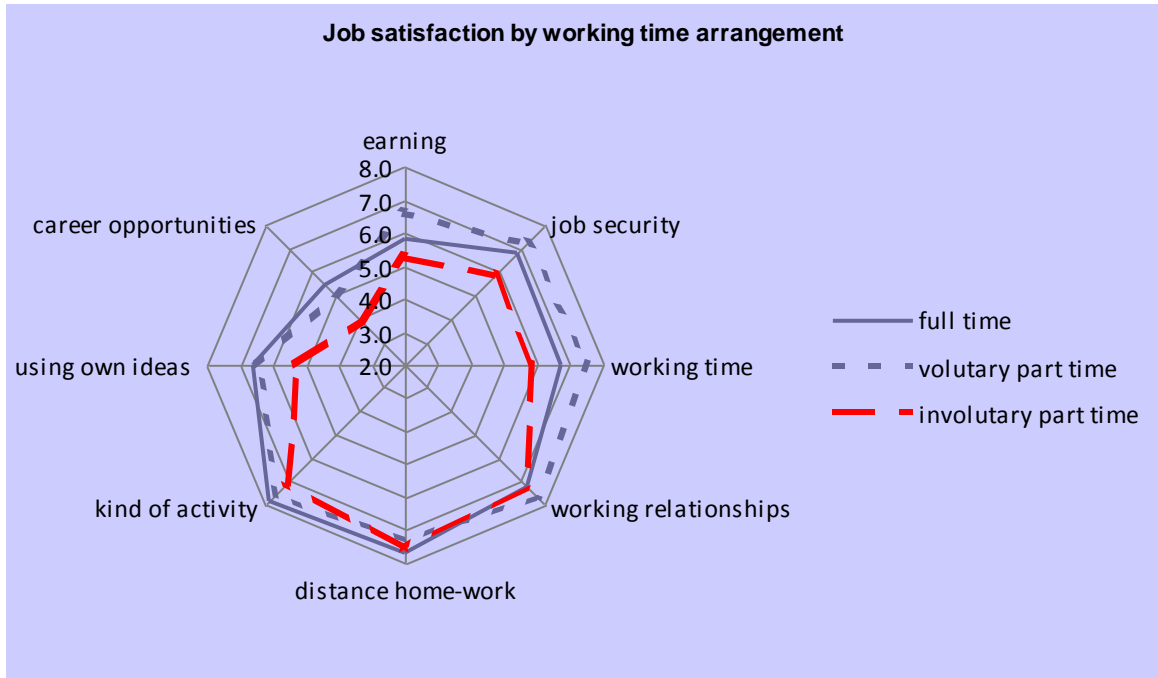 Job satisfaction by working time arrangement
earning
8.0
7.0
6.0
5.0
4.0
3.0
2.0
career opportunities
job security
using own ideas
working time
kind of activity
working relationships
distance home-work
full time
volutary part time
involutary part time